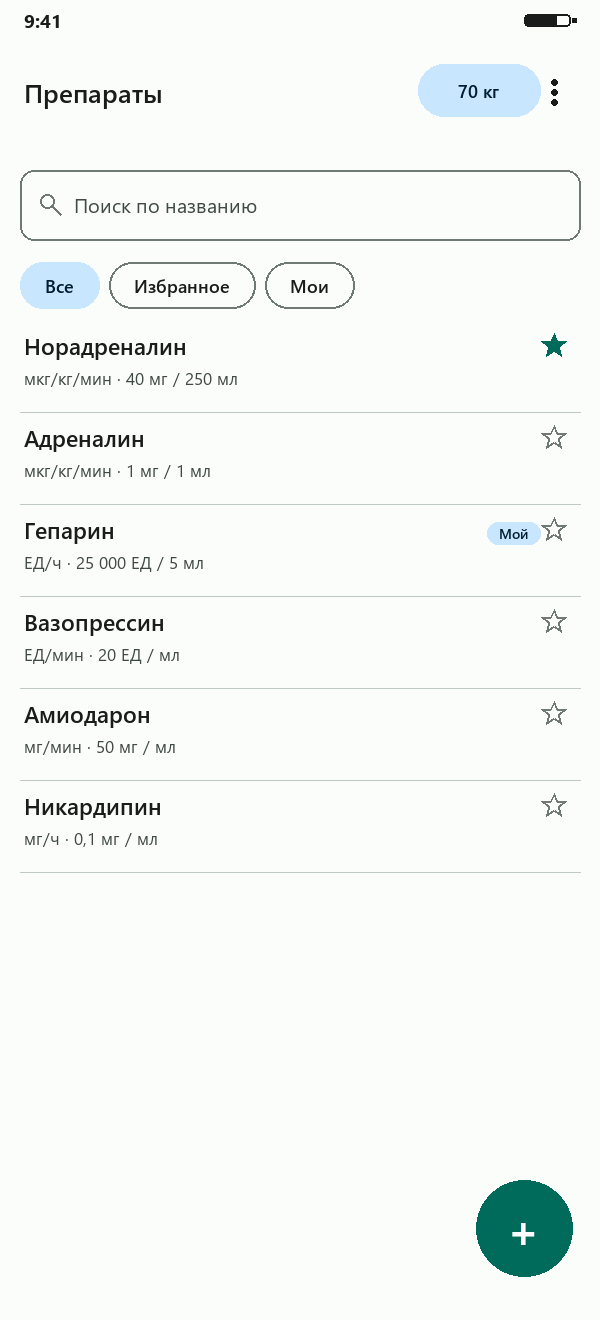 9:41
Препараты
70 кг
Поиск по названию
Все Избранное Мои
Норадреналин
мкг/кг/мин · 40 мг / 250 мл
Адреналин
мкг/кг/мин · 1 мг / 1 мл
Гепарин
Мой
ЕД/ч · 25 000 ЕД / 5 мл
Вазопрессин
ЕД/мин · 20 ЕД / мл
Амиодарон
мг/мин · 50 мг / мл
Никардипин
мг/ч · 0,1 мг / мл
+